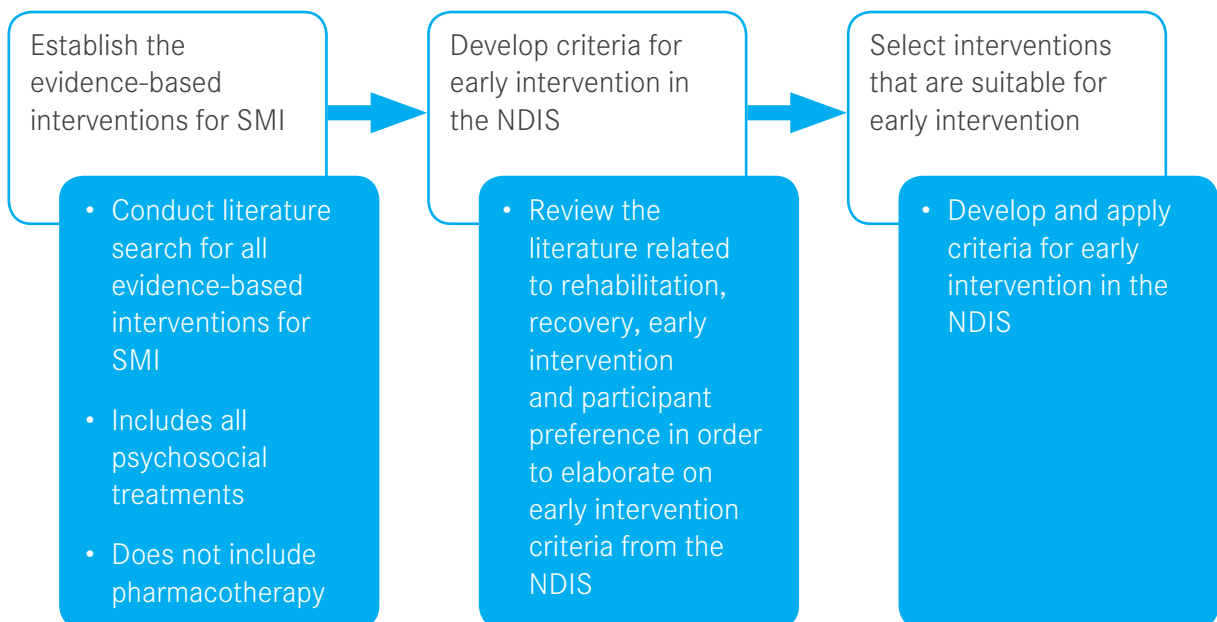 Establish the
evidence-based
interventions for SMI
• Conduct literature
search for all
evidence-based
interventions for
SMI
• Includes all
psychosocial
treatments
• Does not include
pharmacotherapy
Develop criteria for
early intervention in
the NDIS
• Review the
literature related
to rehabilitation,
recovery, early
intervention
and participant
preference in order
to elaborate on
early intervention
criteria from the
NDIS
Select interventions
that are suitable for
early intervention
• Develop and apply
criteria for early
intervention in the
NDIS